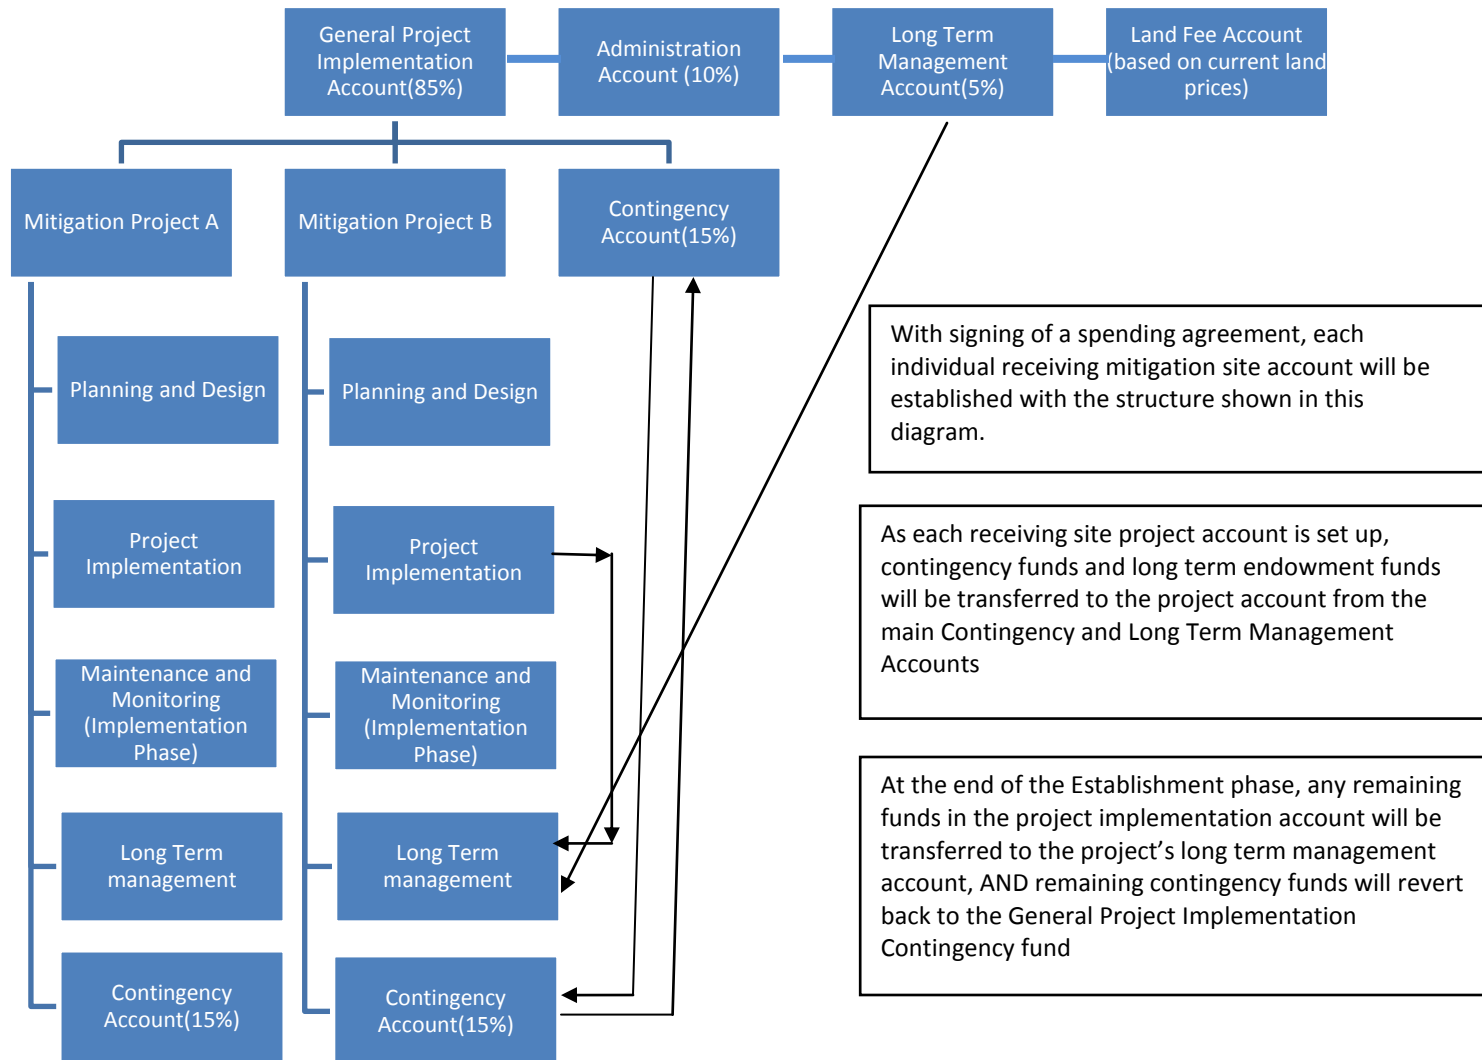 General Project
Implementation
Account(85%)
Administration
Account (10%)
Long Term
Management
Account(5%)
Land Fee Account
(based on current land
prices)
Mitigation Project A
Mitigation Project B
Contingency
Account(15%)
Planning and Design
Project
Implementation
Maintenance and
Monitoring
(Implementation
Phase)
Long Term
management
Contingency
Account(15%)
Planning and Design
Project
Implementation
Maintenance and
Monitoring
(Implementation
Phase)
Long Term
management
Contingency
Account(15%)
With signing of a spending agreement, each
individual receiving mitigation site account will be
established with the structure shown in this
diagram.
As each receiving site project account is set up,
contingency funds and long term endowment funds
will be transferred to the project account from the
main Contingency and Long Term Management
Accounts
At the end of the Establishment phase, any remaining
funds in the project implementation account will be
transferred to the project’s long term management
account, AND remaining contingency funds will revert
back to the General Project Implementation
Contingency fund